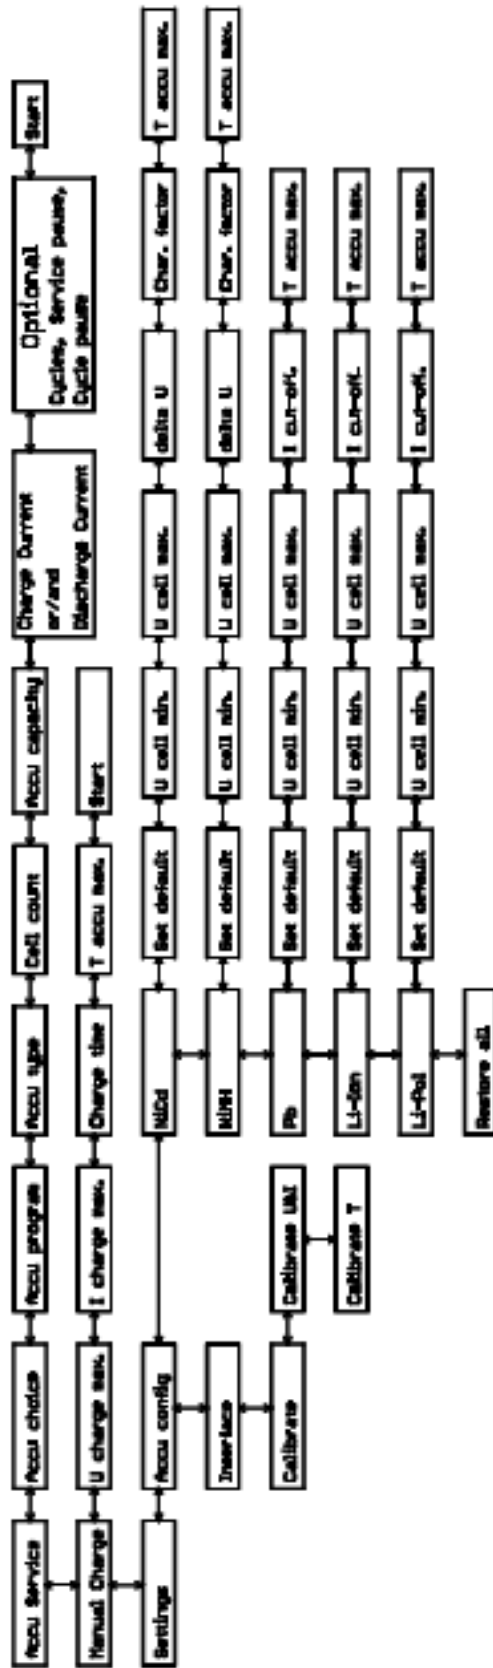 Accu Service
Accu choice
Accu program
Accu type
Cell count
Accu capacity
Charge Current
or/and
Discharge Current
Optional
Cycles, Service pause,
Cycle pause
Start
Manual Charge
U charge max.
I charge max.
Charge time
T accu max.
Start
Settings
Accu config
NiCd
Set default
U cell min.
U cell max.
delta U
Char. factor
T accu max.
Interface
NiMH
Set default
U cell min.
U cell max.
delta U
Char. factor
T accu max.
Calibrate
Calibrate U&I
Pb
Set default
U cell min.
U cell max.
I cut-off.
T accu max.
Calibrate T
Li-Ion
Set default
U cell min.
U cell max.
I cut-off.
T accu max.
Li-Pol
Set default
U cell min.
U cell max.
I cut-off.
T accu max.
Restore all